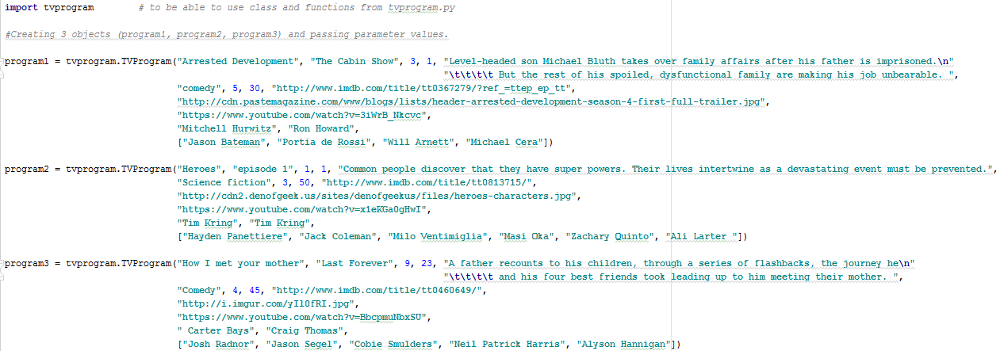 import tvprogram # to be able to use class and functions from tvprogram.py
#Creating 3 objects (program1, program2, program3) and passing parameter values.
program1 = tvprogram.TVProgram("Arrested Development", "The Cabin Show", 3, 1, "Level-headed son Michael Bluth takes over family affairs after his father is imprisoned.\n"
"\t\t\t\t But the rest of his spoiled, dysfunctional family are making his job unbearable. ",
"comedy", 5, 30, "http://www.imdb.com/title/tt0367279/?ref_=ttep_ep_tt",
"http://cdn.pastemagazine.com/www/blogs/lists/header-arrested-development-season-4-first-full-trailer.jpg",
"https://www.youtube.com/watch?v=3iWrB_Nkcvc",
"Mitchell Hurwitz", "Ron Howard",
["Jason Bateman", "Portia de Rossi", "Will Arnett", "Michael Cera"])
program2 = tvprogram.TVProgram("Heroes", "episode 1", 1, 1, "Common people discover that they have super powers. Their lives intertwine as a devastating event must be prevented.",
"Science fiction", 3, 50, "http://www.imdb.com/title/tt0813715/",
"http://cdn2.denofgeek.us/sites/denofgeekus/files/heroes-characters.jpg",
"https://www.youtube.com/watch?v=x1eKGa0gHwI",
"Tim Kring", "Tim Kring",
["Hayden Panettiere", "Jack Coleman", "Milo Ventimiglia", "Masi Oka", "Zachary Quinto", "Ali Larter "])
program3 = tvprogram.TVProgram("How I met your mother", "Last Forever", 9, 23, "A father recounts to his children, through a series of flashbacks, the journey he\n"
"\t\t\t\t and his four best friends took leading up to him meeting their mother. ",
"Comedy", 4, 45, "http://www.imdb.com/title/tt0460649/",
"http://i.imgur.com/yIl0fRI.jpg",
"https://www.youtube.com/watch?v=BbcpmuNbxSU",
" Carter Bays", "Craig Thomas",
["Josh Radnor", "Jason Segel", "Cobie Smulders", "Neil Patrick Harris", "Alyson Hannigan"])